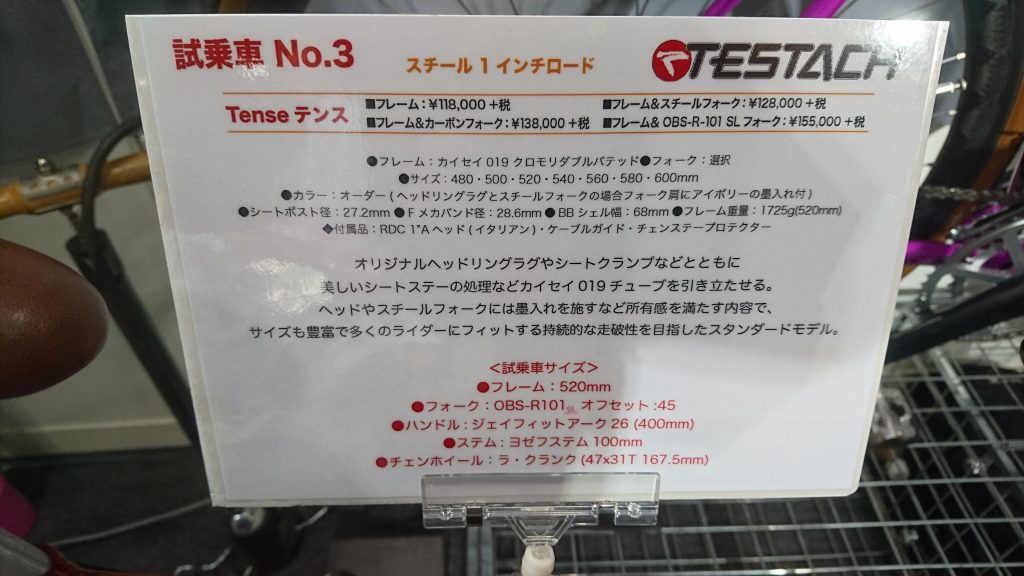 試乗車 No.3
スチール 1 インチロード
TESTACH
Tense テンス
■フレーム：¥118,000 +税
■フレーム&スチールフォーク：¥128,000 +税
■フレーム&カーボンフォーク：¥138,000 +税
■フレーム& OBS-R-101 SL フォーク：¥155,000 +税
●フレーム：カイセイ 019 クロモリダブルバテッド●フォーク：選択
●サイズ：480・500・520・540・560・580・600mm
●カラー：オーダー ( ヘッドリングラグとスチールフォークの場合フォーク肩にアイボリーの墨入れ付 )
●シートポスト径：27.2mm ● F メカバンド径：28.6mm ● BB シェル幅：68mm ●フレーム重量：1725g(520mm)
◆付属品：RDC 1"A ヘッド ( イタリアン )・ケーブルガイド・チェンステープロテクター
オリジナルヘッドリングラグやシートクランプなどとともに
美しいシートステーの処理などカイセイ 019 チューブを引き立たせる。
ヘッドやスチールフォークには墨入れを施すなど所有感を満たす内容で、
サイズも豊富で多くのライダーにフィットする持続的な走破性を目指したスタンダードモデル。
＜試乗車サイズ＞
●フレーム：520mm
●フォーク：OBS-R101SL オフセット :45
●ハンドル：ジェイフィットアーク 26 (400mm)
●ステム：ヨゼフステム 100mm
●チェンホイール：ラ・クランク (47x31T 167.5mm)